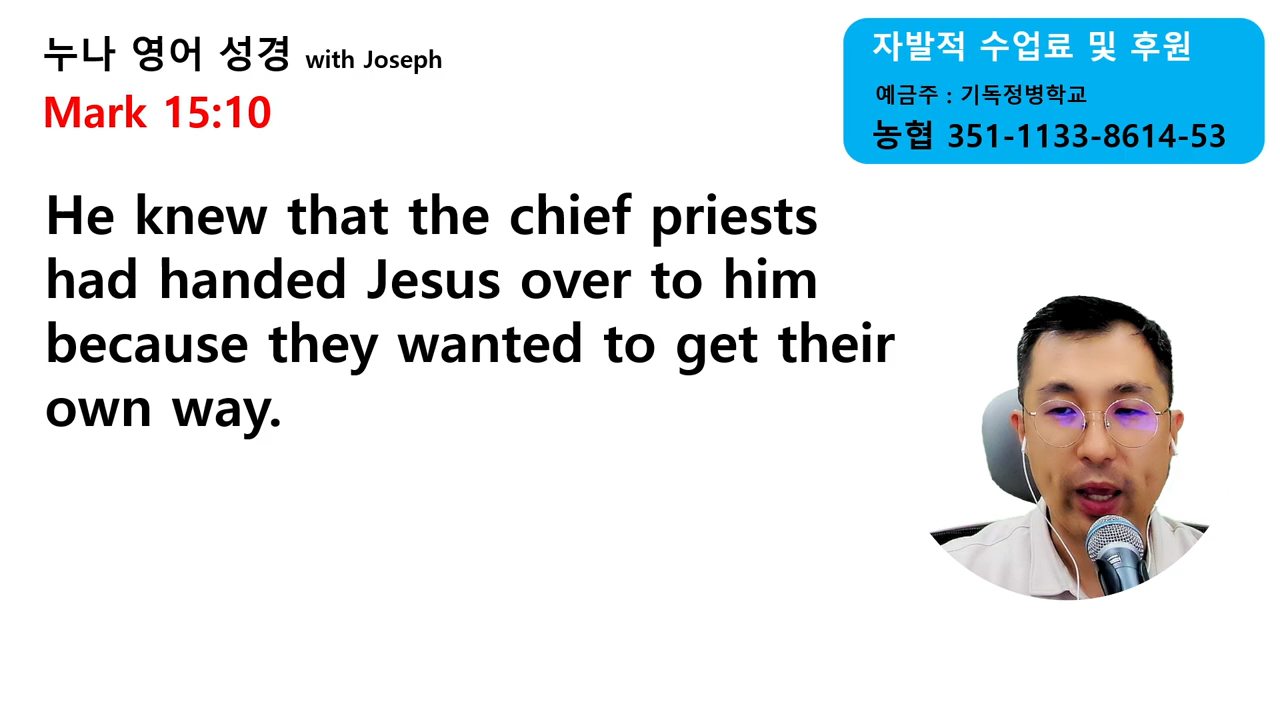 누나 영어 성경 with Joseph
Mark 15:10
자발적 수업료 및 후원
예금주 : 기독정병학교
농협 351-1133-8614-53
He knew that the chief priests
had handed Jesus over to him
because they wanted to get their
own way.